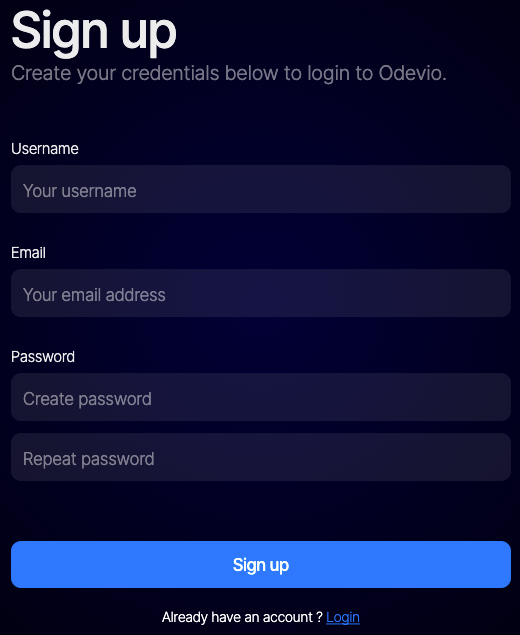 Sign up
Create your credentials below to login to Odevio.
Username
Your username
Email
Your email address
Password
Create password
Repeat password
Sign up
Already have an account ? Login